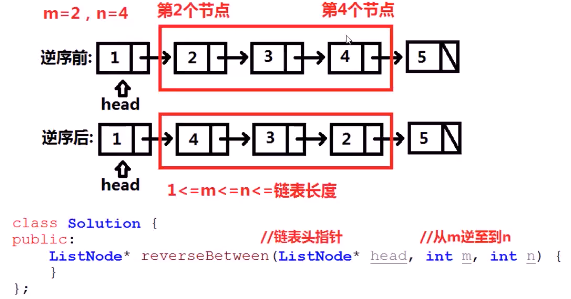 m=2 , n=4
第2个节点
第4个节点
逆序前: 1 2 3 4 5
head
逆序后: 1 4 3 2 5
head
1<=m<=n<=链表长度
class Solution {
public:
//链表头指针 //从m逆至到n
ListNode* reverseBetween(ListNode* head, int m, int n) {
}
};